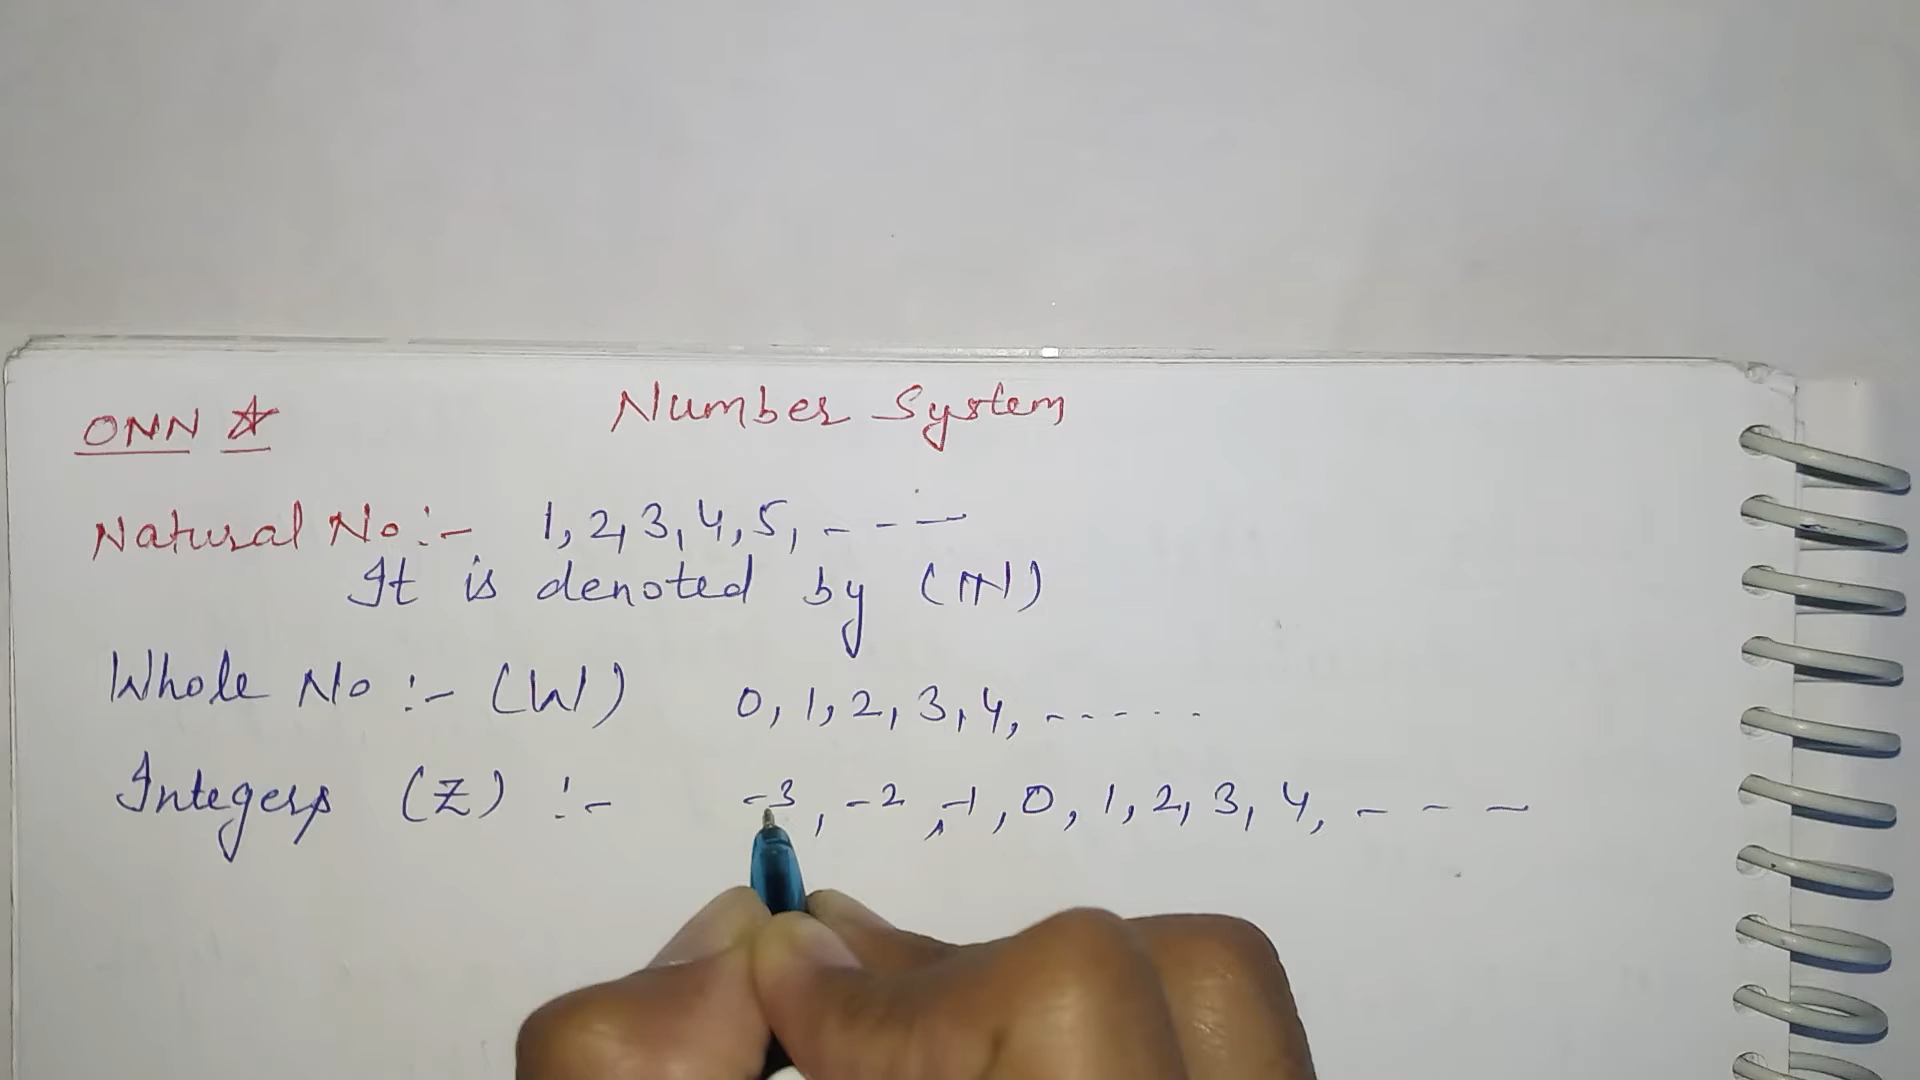 ONN ☆ Number System
Natural No:- 1, 2, 3, 4, 5, - - —
It is denoted by (N)
Whole No :- (W) 0, 1, 2, 3, 4, - - - - -
Integers (Z) :- -3, -2, -1, 0, 1, 2, 3, 4, - - -